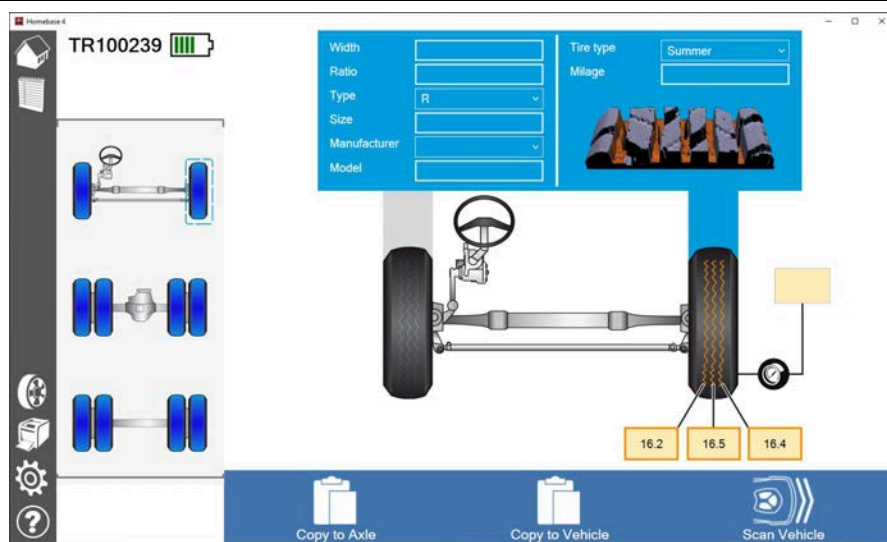 Homebase 4
TR100239
Width
Ratio
Type
R
Size
Manufacturer
Model
Tire type
Summer
Milage
16.2
16.5
16.4
Copy to Axle
Copy to Vehicle
Scan Vehicle
?